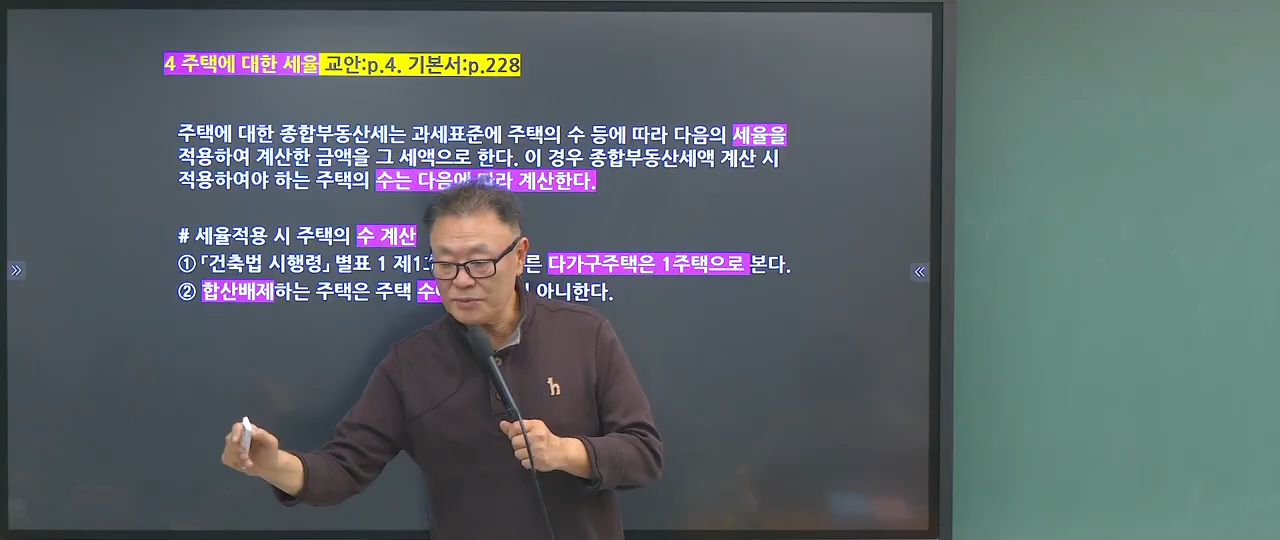 4 주택에 대한 세율 교안:p.4. 기본서:p.228
주택에 대한 종합부동산세는 과세표준에 주택의 수 등에 따라 다음의 세율을
적용하여 계산한 금액을 그 세액으로 한다. 이 경우 종합부동산세액 계산 시
적용하여야 하는 주택의 수는 다음에 따라 계산한다.
# 세율적용 시 주택의 수 계산
① 「건축법 시행령」 별표 1 제1 른 다가구주택은 1주택으로 본다.
② 합산배제하는 주택은 주택 아니한다.
h